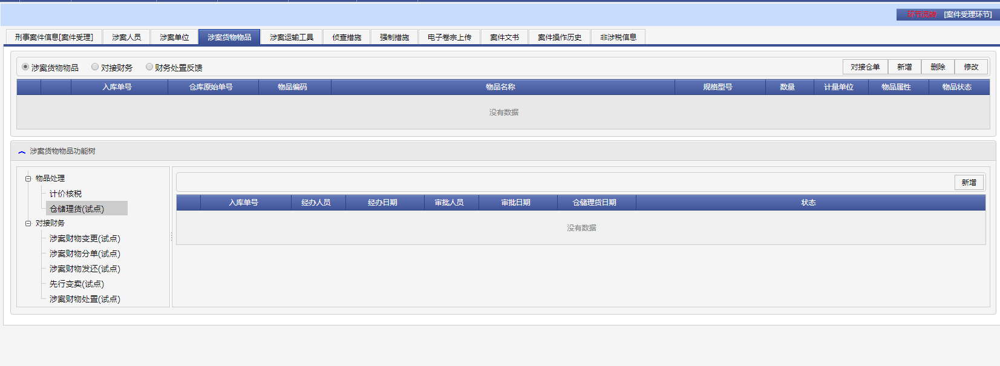 环节流转 [案件受理环节]
刑事案件信息[案件受理] 涉案人员 涉案单位 涉案货物物品 涉案运输工具 侦查措施 强制措施 电子卷宗上传 案件文书 案件操作历史 非涉税信息
涉案货物物品 对接财务 财务处置反馈 对接仓单 新增 删除 修改
入库单号 仓库原始单号 物品编码 物品名称 规格型号 数量 计量单位 物品属性 物品状态
没有数据
涉案货物物品功能树
物品处理
计价核税
仓储理货(试点)
对接财务
涉案财物变更(试点)
涉案财物分单(试点)
涉案财物发还(试点)
先行变卖(试点)
涉案财物处置(试点)
新增
入库单号 经办人员 经办日期 审批人员 审批日期 仓储理货日期 状态
没有数据